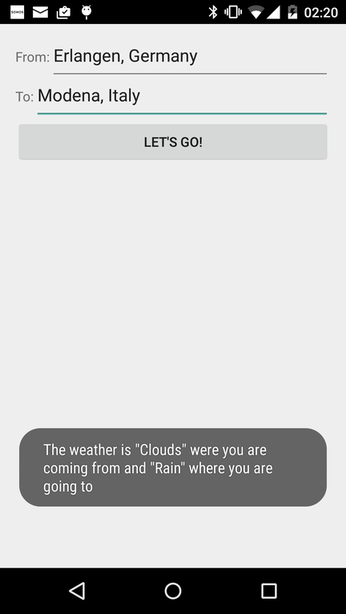 02:20
From: Erlangen, Germany
To: Modena, Italy
LET'S GO!
The weather is "Clouds" were you are
coming from and "Rain" where you are
going to